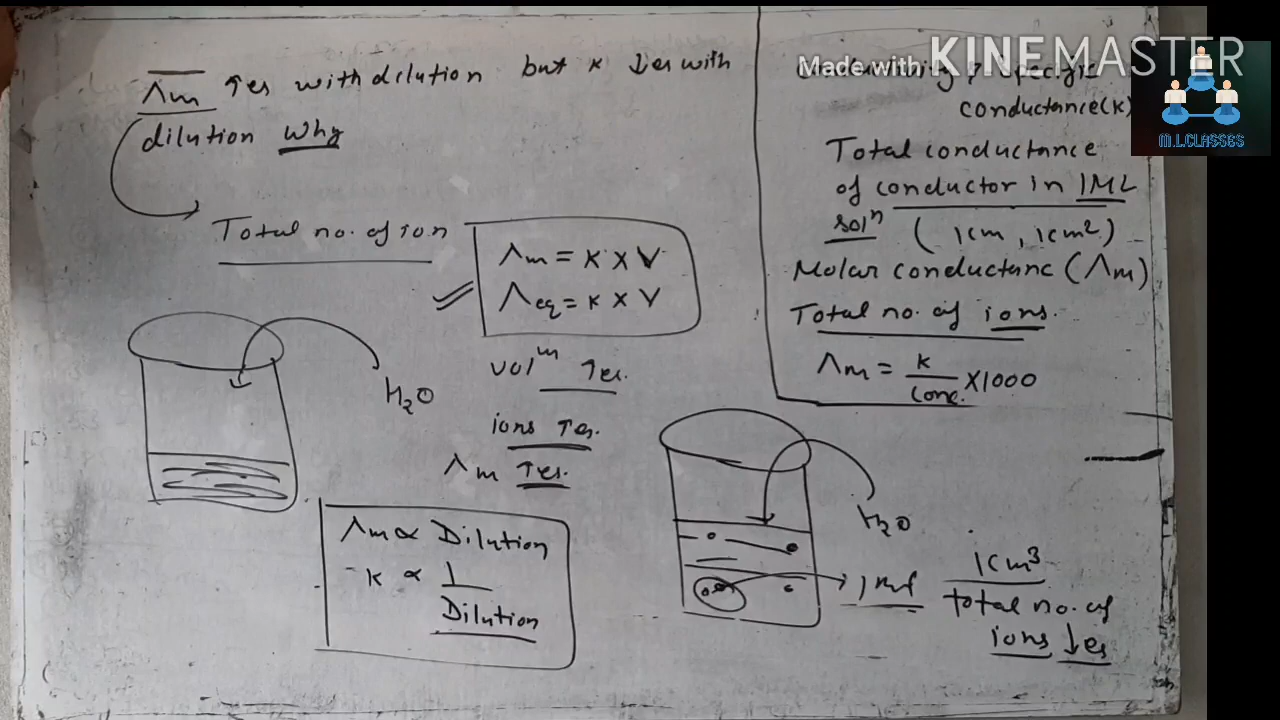 Λm ↑es with dilution but κ ↓es with
dilution Why
Total no. of ion
Λm = K X V
Λeq = K X V
volᵐ ↑es.
ions ↑es.
Λm ↑es.
H₂O
Λm ∝ Dilution
K ∝ 1/Dilution
Made with KINEMASTER
M.L.CLASSES
conductance(K)
Total conductance
of conductor in 1ML
solⁿ (1cm, 1cm²)
Molar conductanc (Λm)
Total no. of ions.
Λm = K/Conc. X1000
H₂O
1ml
1cm³
total no. of
ions ↓es